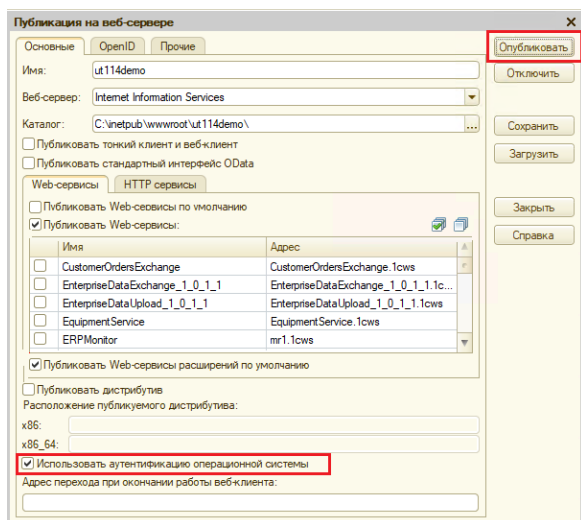 Публикация на веб-сервере
Основные OpenID Прочие
Опубликовать
Имя: ut114demo
Отключить
Веб-сервер: Internet Information Services
Каталог: C:\inetpub\wwwroot\ut114demo\ ...
Сохранить
Публиковать тонкий клиент и веб-клиент
Загрузить
Публиковать стандартный интерфейс OData
Web-сервисы HTTP сервисы
Публиковать Web-сервисы по умолчанию
Закрыть
Публиковать Web-сервисы:
Справка
Имя Адрес
CustomerOrdersExchange CustomerOrdersExchange.1cws
EnterpriseDataExchange_1_0_1_1 EnterpriseDataExchange_1_0_1_1.1c...
EnterpriseDataUpload_1_0_1_1 EnterpriseDataUpload_1_0_1_1.1cws
EquipmentService EquipmentService.1cws
ERPMonitor mr1.1cws
Публиковать Web-сервисы расширений по умолчанию
Публиковать дистрибутив
Расположение публикуемого дистрибутива:
x86:
x86_64:
Использовать аутентификацию операционной системы
Адрес перехода при окончании работы веб-клиента: